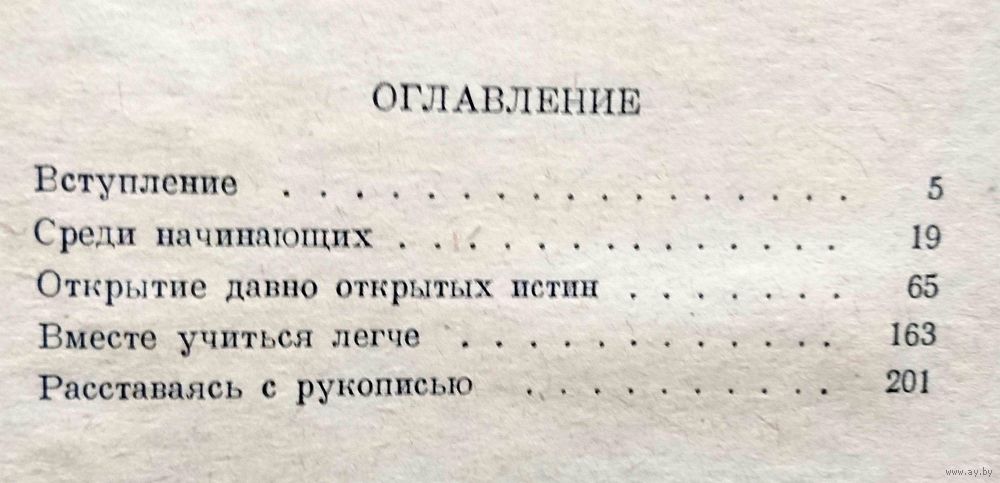 ОГЛАВЛЕНИЕ
Вступление . . . . . . . . . . . . . . . . 5
Среди начинающих . . . . . . . . . . . . . 19
Открытие давно открытых истин . . . . . . . 65
Вместе учиться легче . . . . . . . . . . . 163
Расставаясь с рукописью . . . . . . . . . 201
www.ay.by